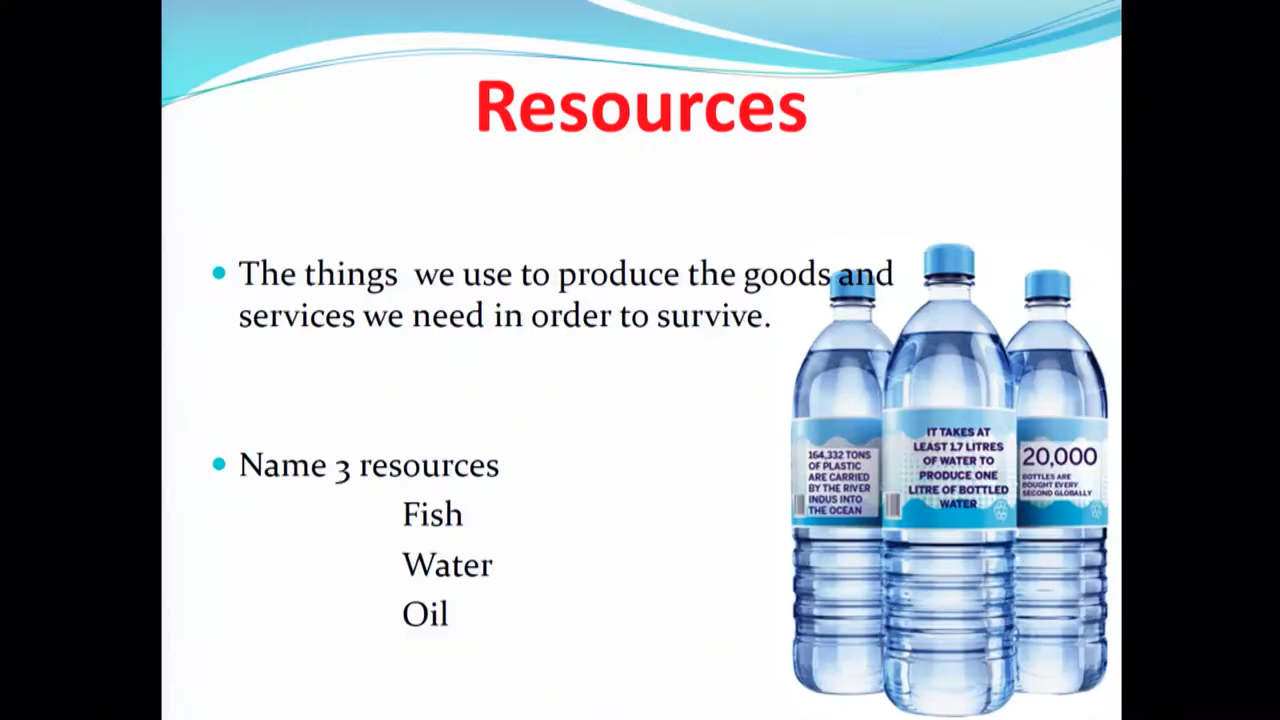 Resources
The things we use to produce the goods and
services we need in order to survive.
Name 3 resources
Fish
Water
Oil
164,332 TONS
OF PLASTIC
ARE CARRIED
BY THE RIVER
INDUS INTO
THE OCEAN
IT TAKES AT
LEAST 1.7 LITRES
OF WATER TO
PRODUCE ONE
LITRE OF BOTTLED
WATER
20,000
BOTTLES ARE
BOUGHT EVERY
SECOND GLOBALLY